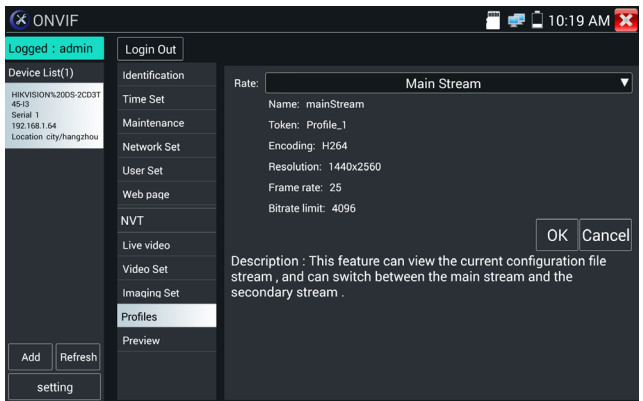 ONVIF
10:19 AM
Logged : admin
Login Out
Device List(1)
HIKVISION%20DS-2CD3T
45-I3
Serial 1
192.168.1.64
Location city/hangzhou
Add
Refresh
setting
Identification
Time Set
Maintenance
Network Set
User Set
Web page
NVT
Live video
Video Set
Imaging Set
Profiles
Preview
Rate:
Main Stream
Name: mainStream
Token: Profile_1
Encoding: H264
Resolution: 1440x2560
Frame rate: 25
Bitrate limit: 4096
OK
Cancel
Description : This feature can view the current configuration file
stream , and can switch between the main stream and the
secondary stream .